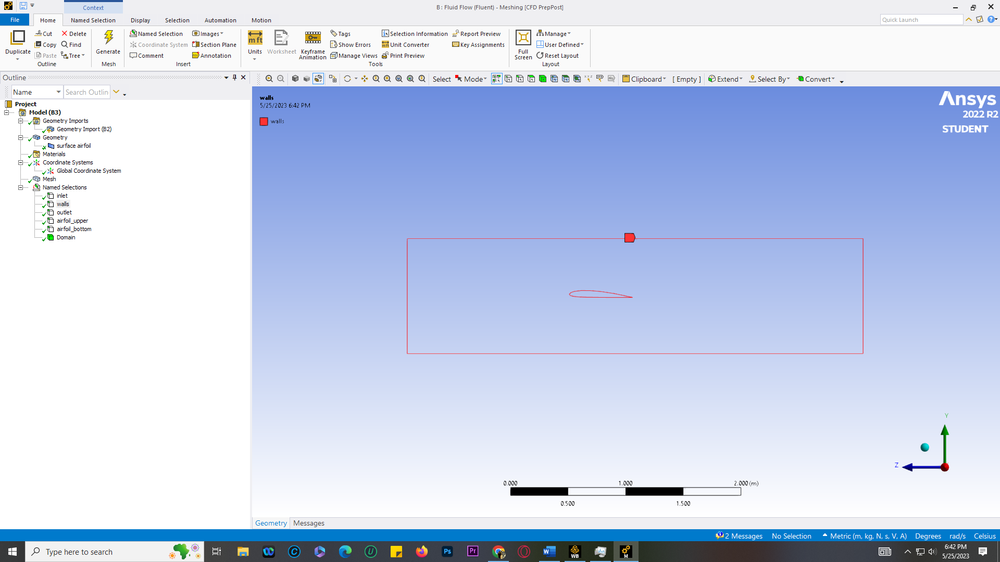 Context
B : Fluid Flow (Fluent) - Meshing [CFD PrepPost]
File Home Named Selection Display Selection Automation Motion
Quick Launch
Duplicate
Cut
Copy
Paste
Delete
Find
Tree
Outline
Generate
Mesh
Named Selection
Coordinate System
Comment
Images
Section Plane
Annotation
Insert
m ft
Units
Worksheet
Keyframe
Animation
Tags
Show Errors
Manage Views
Selection Information
Unit Converter
Print Preview
Report Preview
Key Assignments
Tools
Full
Screen
Manage
User Defined
Reset Layout
Layout
Outline
Name
Search Outlin
Select Mode Clipboard [ Empty ] Extend Select By Convert
Project
Model (B3)
Geometry Imports
Geometry Import (B2)
Geometry
surface airfoil
Materials
Coordinate Systems
Global Coordinate System
Mesh
Named Selections
inlet
walls
outlet
airfoil_upper
airfoil_bottom
Domain
walls
5/25/2023 6:42 PM
walls
Ansys
2022 R2
STUDENT
Y
Z
0.000 1.000 2.000 (m)
0.500 1.500
Geometry Messages
2 Messages No Selection Metric (m, kg, N, s, V, A) Degrees rad/s Celsius
Type here to search
Ps
Pr
W
WB
M
6:42 PM
5/25/2023